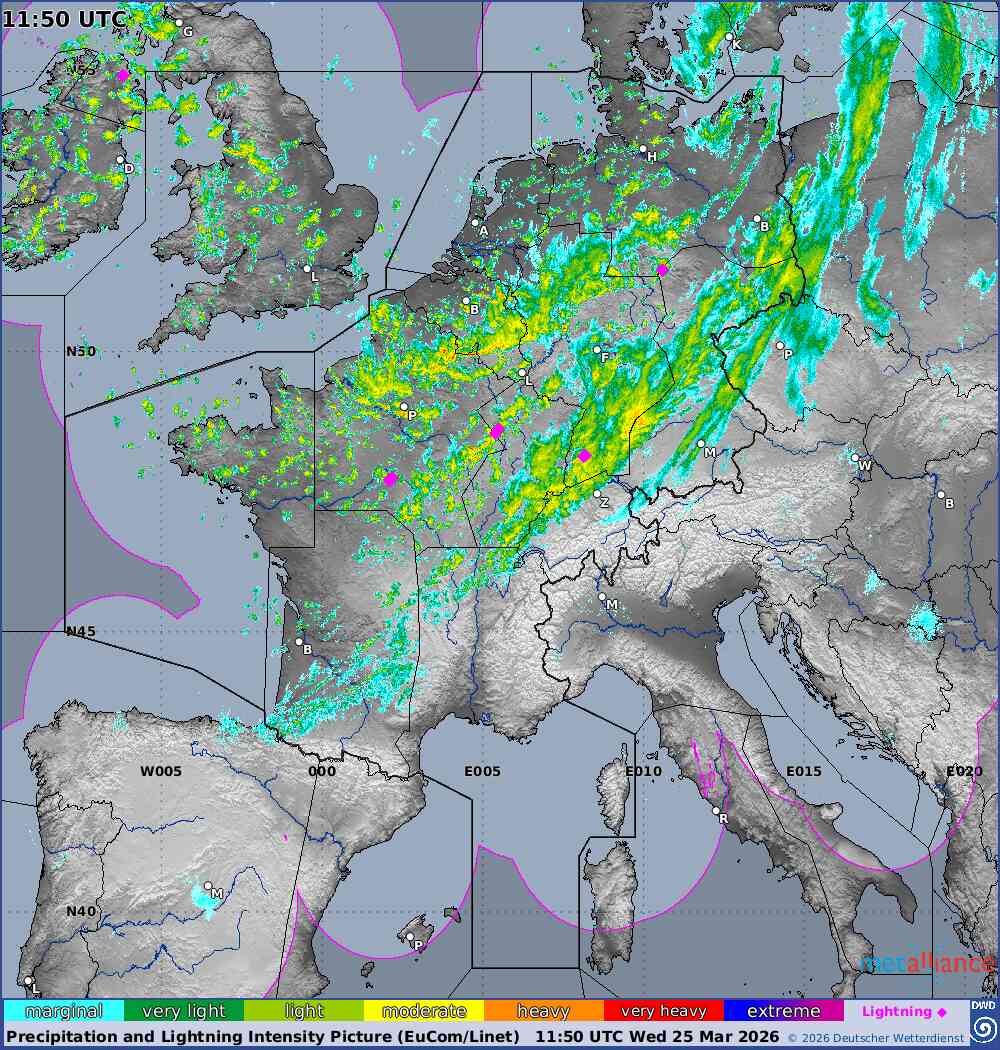 11:50 UTC
G
N55
K
D
H
A
B
L
B
N50
P
F
L
P
M
W
Z
B
M
N45
B
W005
000
E005
E010
E015
E020
R
M
N40
P
L
metalliance
marginal
very light
light
moderate
heavy
very heavy
extreme
Lightning ◆
DWD
Precipitation and Lightning Intensity Picture (EuCom/Linet) 11:50 UTC Wed 25 Mar 2026 © 2026 Deutscher Wetterdienst